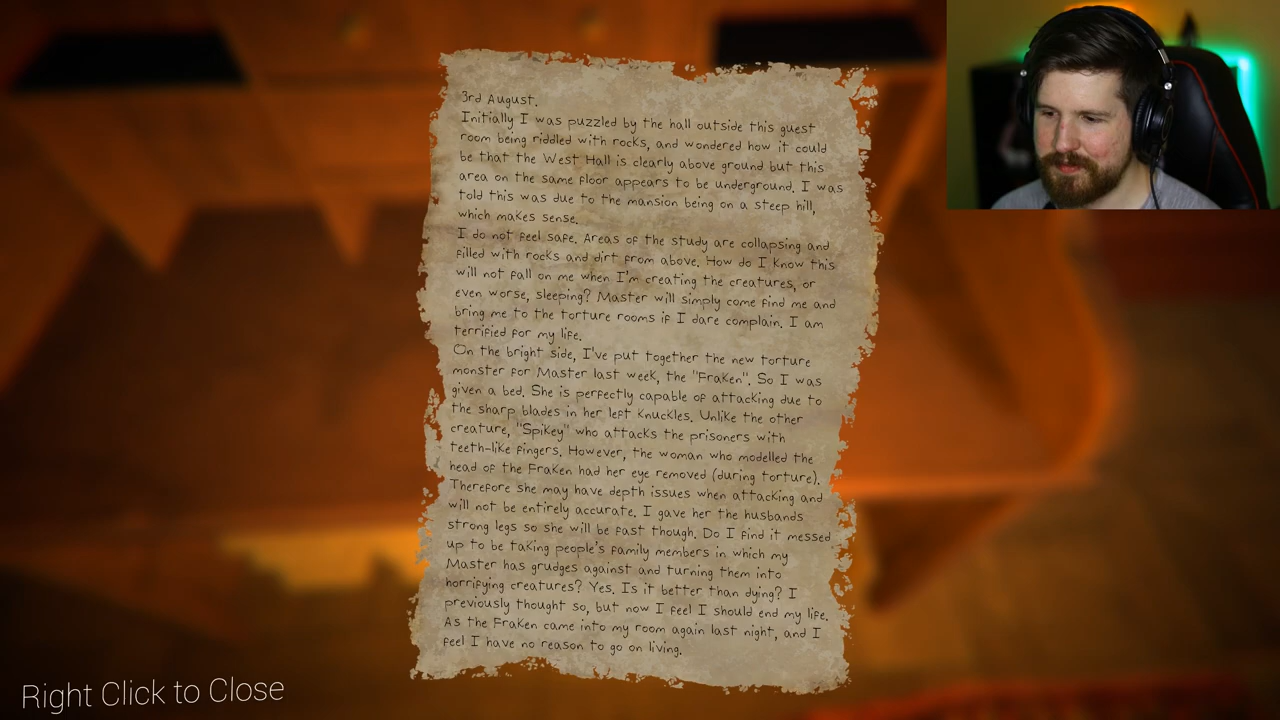 3rd August.
Initially I was puzzled by the hall outside this guest
room being riddled with rocks, and wondered how it could
be that the West Hall is clearly above ground but this
area on the same floor appears to be underground. I was
told this was due to the mansion being on a steep hill,
which makes sense.
I do not feel safe. Areas of the study are collapsing and
filled with rocks and dirt from above. How do I know this
will not fall on me when I'm creating the creatures, or
even worse, sleeping? Master will simply come find me and
bring me to the torture rooms if I dare complain. I am
terrified for my life.
On the bright side, I've put together the new torture
monster for Master last week, the "Fraken". So I was
given a bed. She is perfectly capable of attacking due to
the sharp blades in her left knuckles. Unlike the other
creature, "Spikey" who attacks the prisoners with
teeth-like fingers. However, the woman who modelled the
head of the Fraken had her eye removed (during torture).
Therefore she may have depth issues when attacking and
will not be entirely accurate. I gave her the husbands
strong legs so she will be fast though. Do I find it messed
up to be taking people's family members in which my
Master has grudges against and turning them into
horrifying creatures? Yes. Is it better than dying? I
previously thought so, but now I feel I should end my life.
As the Fraken came into my room again last night, and I
feel I have no reason to go on living.
Right Click to Close